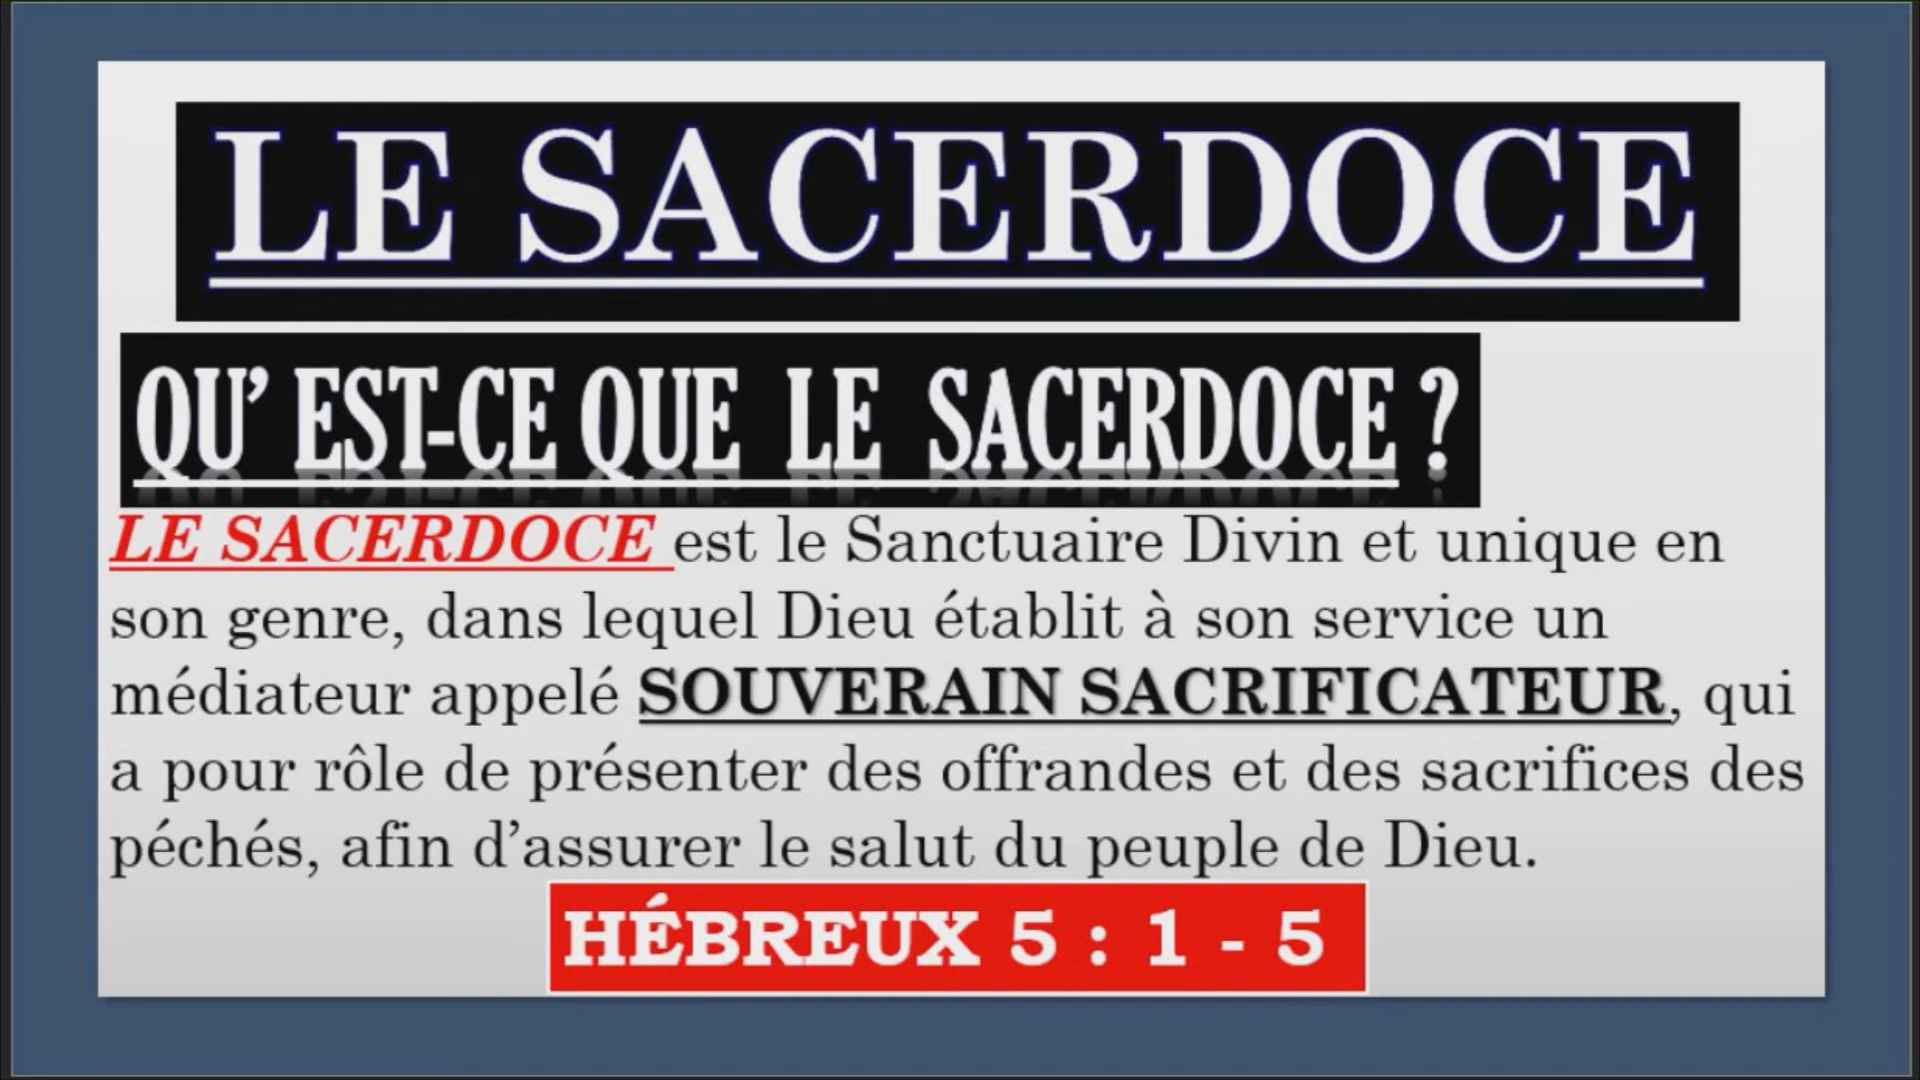 LE SACERDOCE
QU' EST-CE QUE LE SACERDOCE ?
LE SACERDOCE est le Sanctuaire Divin et unique en
son genre, dans lequel Dieu établit à son service un
médiateur appelé SOUVERAIN SACRIFICATEUR, qui
a pour rôle de présenter des offrandes et des sacrifices des
péchés, afin d’assurer le salut du peuple de Dieu.
HÉBREUX 5 : 1 - 5